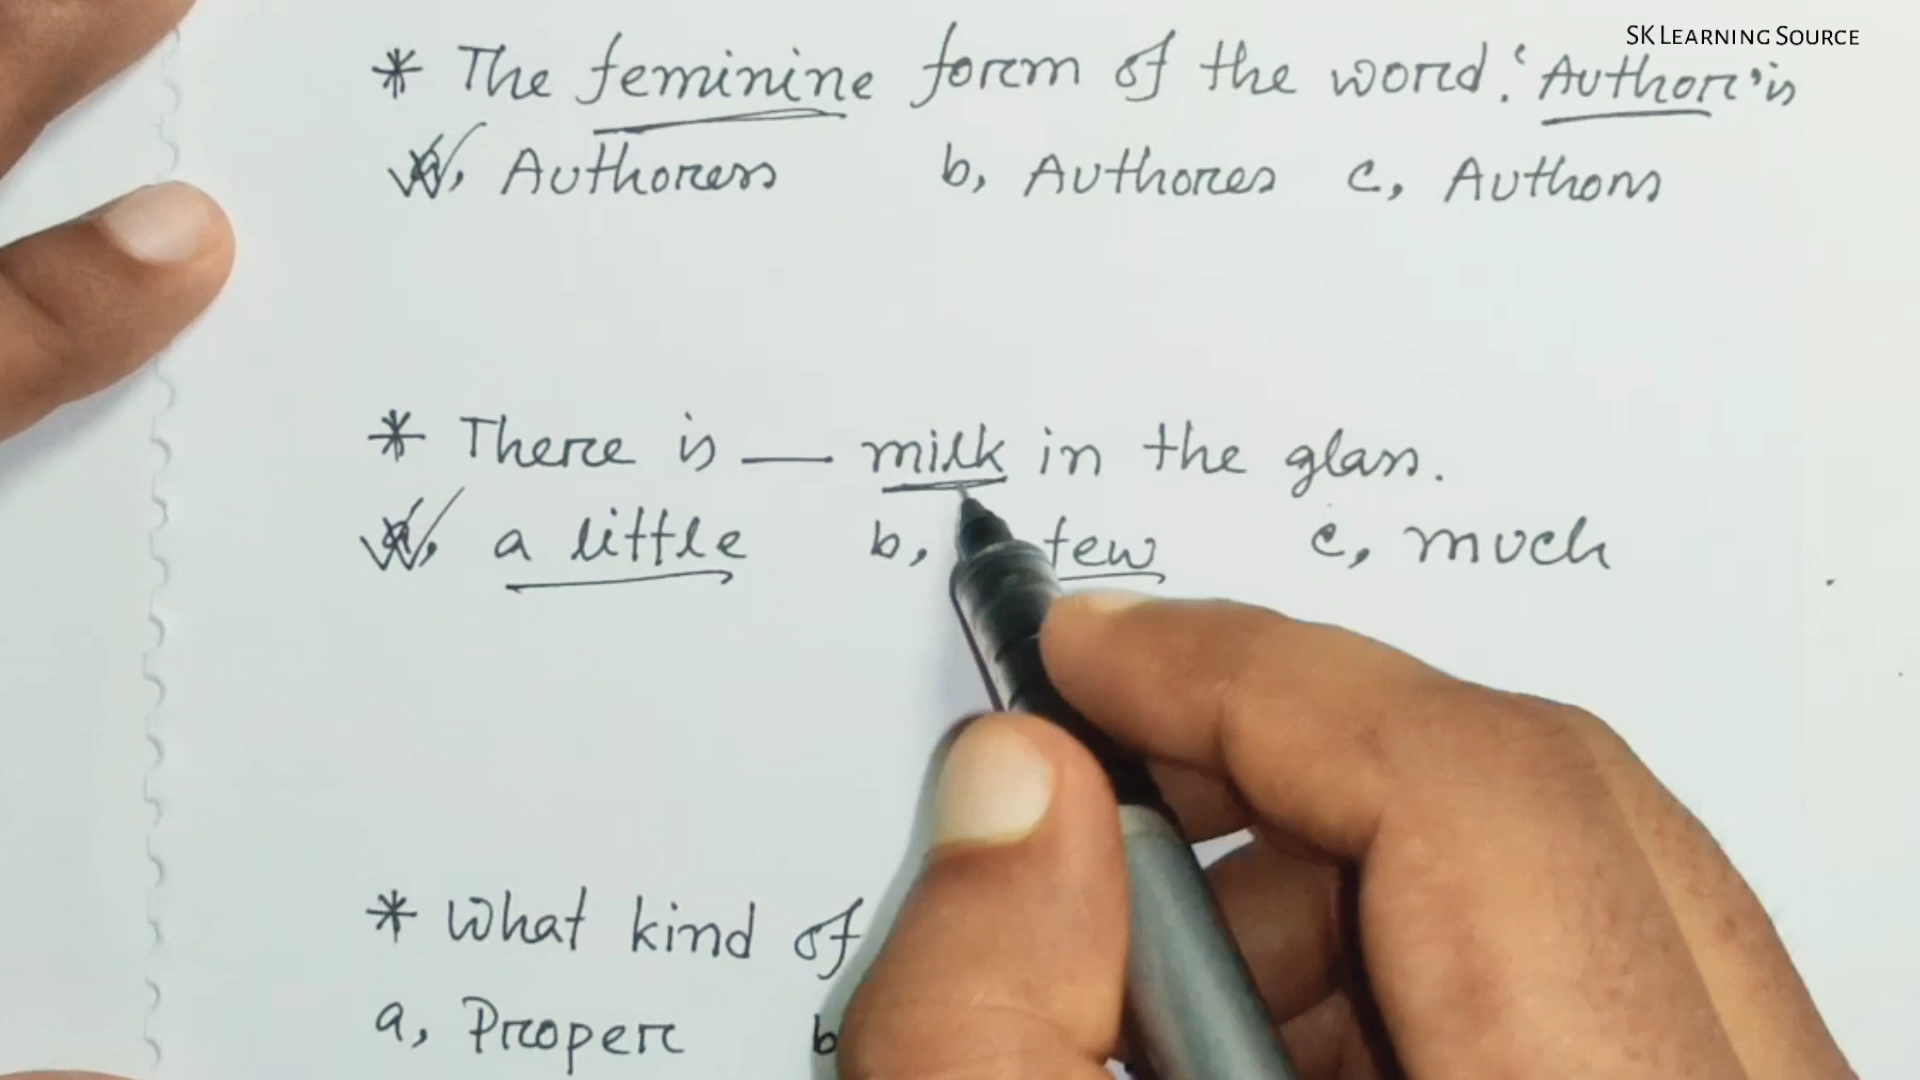 SK LEARNING SOURCE
* The feminine form of the word : 'Author' is
a, Authoress b, Authores c, Authors
* There is — milk in the glass.
a, a little b, few c, much
* What kind of
a, Proper b